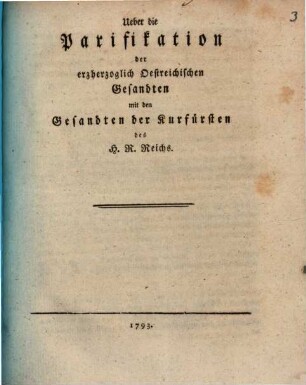 3
Ueber die
Parifikation
der
erzherzoglich Oestreichischen
Gesandten
mit den
Gesandten der Kurfürsten
des
H. R. Reichs.
1793.